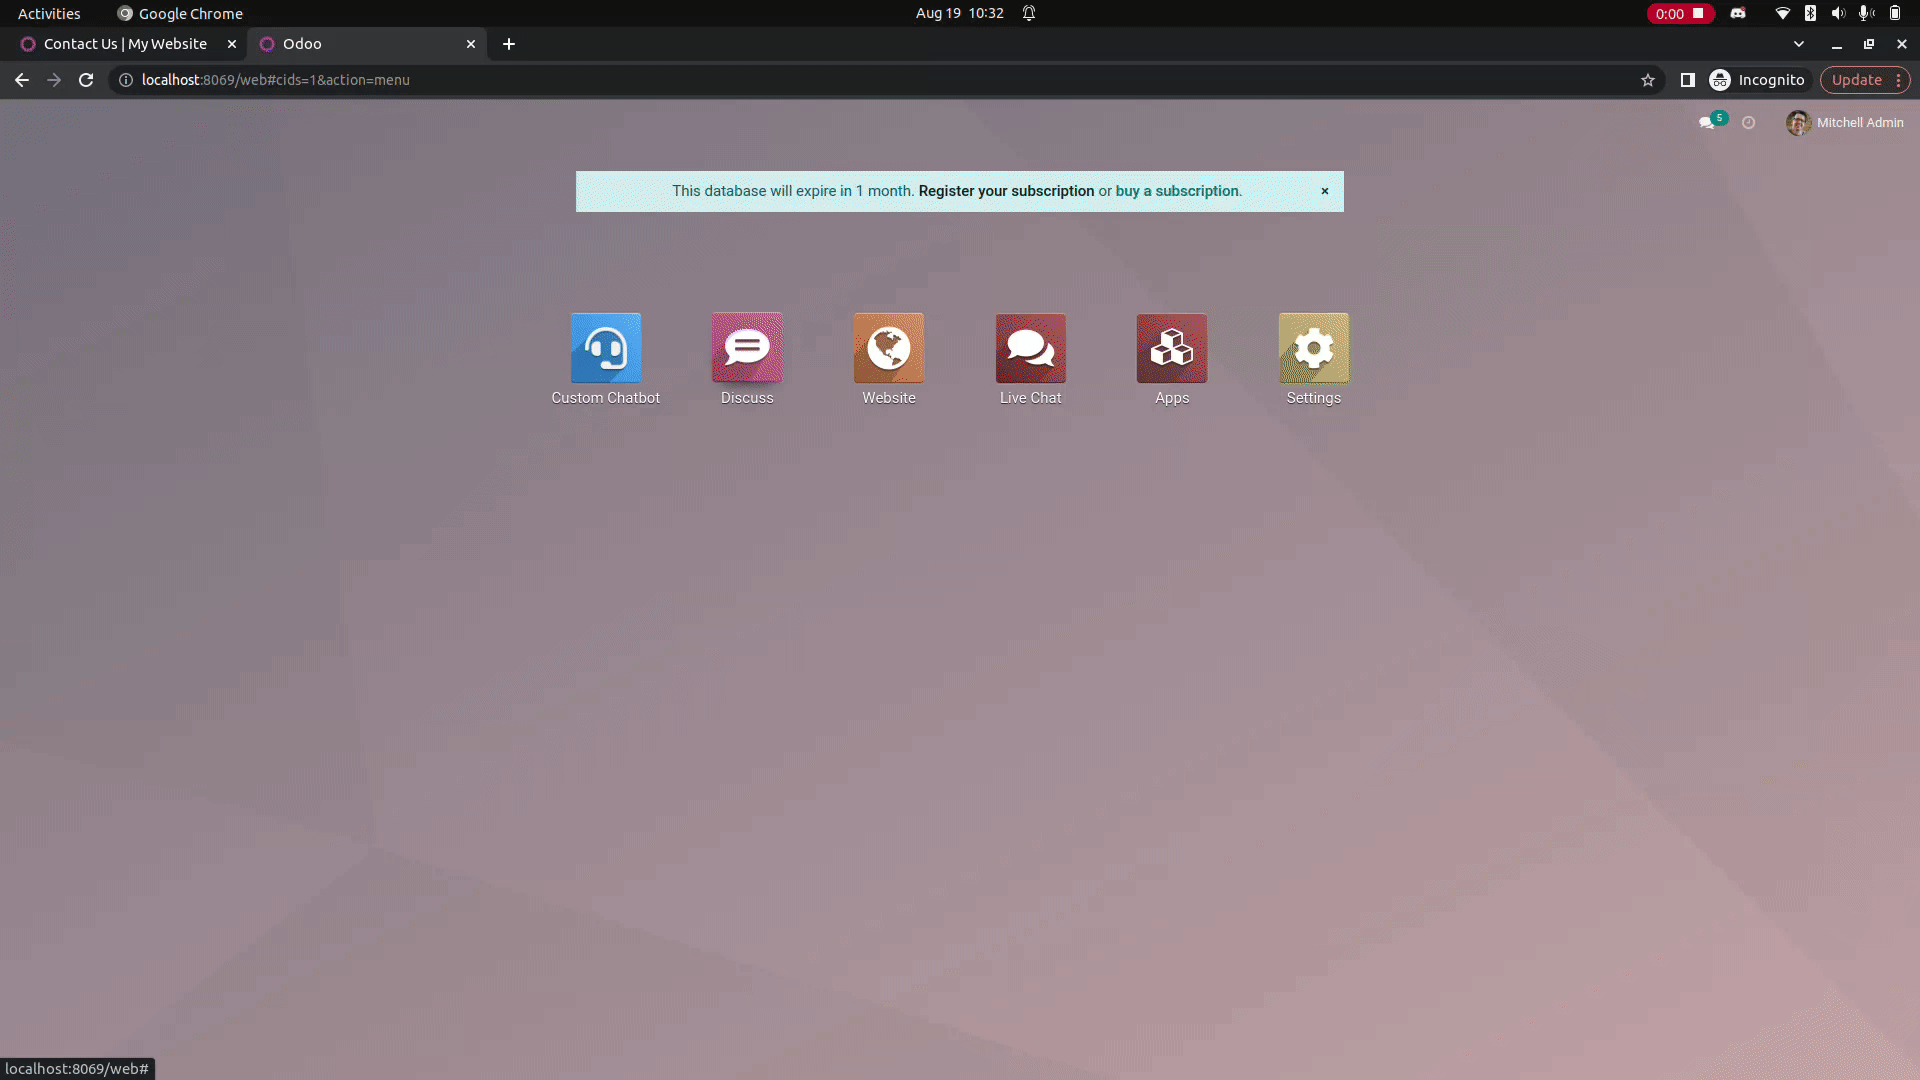 Activities
Google Chrome
Aug 19 10:32
0:00
Contact Us | My Website
Odoo
localhost:8069/web#cids=1&action=menu
Incognito
Update
5
Mitchell Admin
This database will expire in 1 month. Register your subscription or buy a subscription.
Custom Chatbot
Discuss
Website
Live Chat
Apps
Settings
localhost:8069/web#